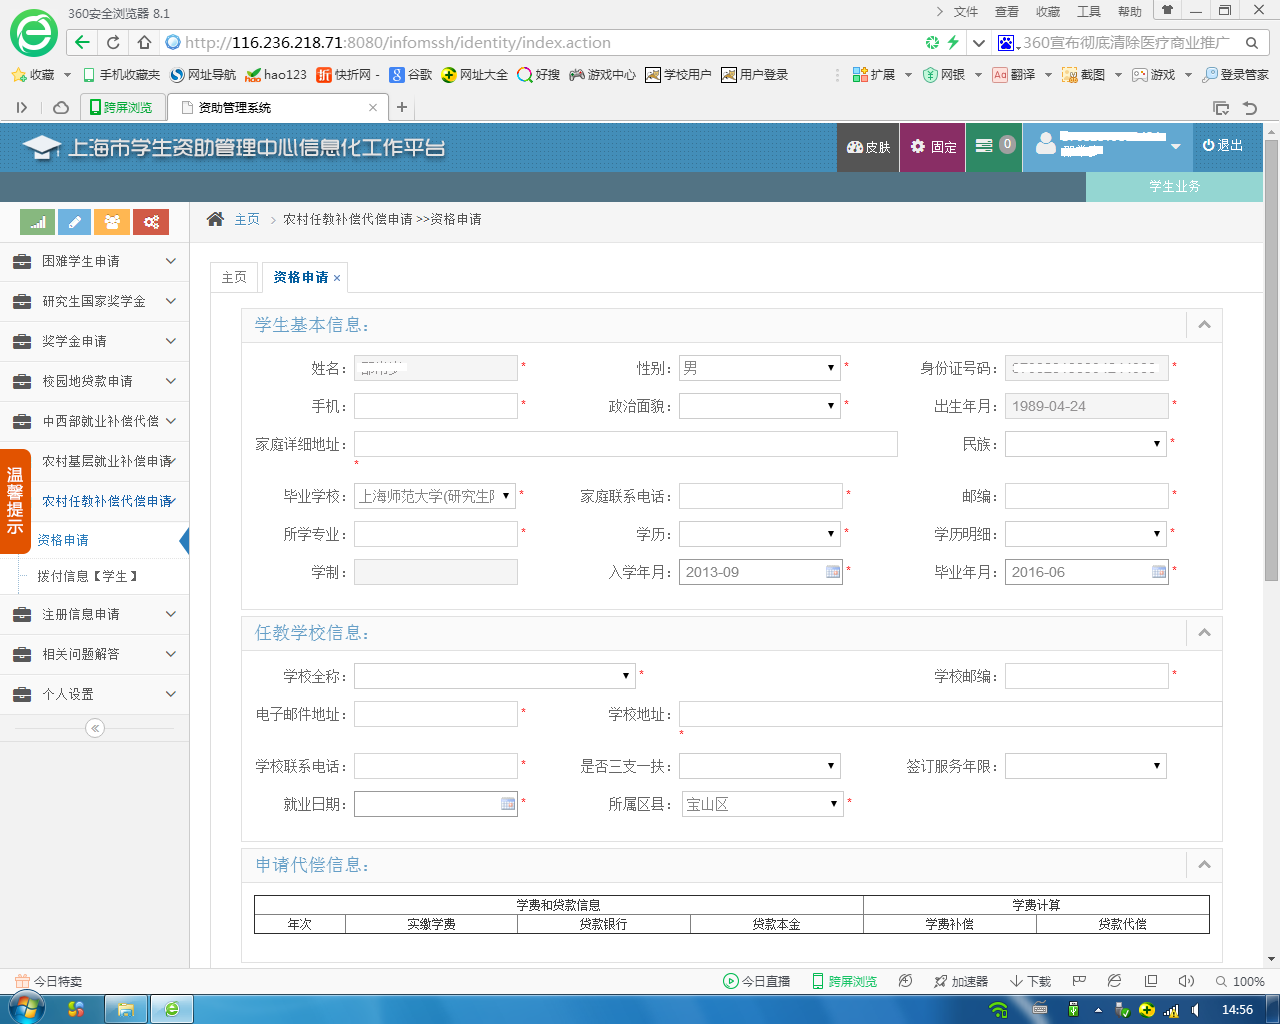 360安全浏览器 8.1
文件 查看 收藏 工具 帮助
http://116.236.218.71:8080/infomssh/identity/index.action
360宣布彻底清除医疗商业推广
收藏 手机收藏夹 网址导航 hao123 快折网 - 谷歌 网址大全 好搜 游戏中心 学校用户 用户登录 扩展 网银 翻译 截图 游戏 登录管家
跨屏浏览 资助管理系统
上海市学生资助管理中心信息化工作平台
皮肤 固定 0 退出
学生业务
主页 农村任教补偿代偿申请 >>资格申请
困难学生申请
研究生国家奖学金
奖学金申请
校园地贷款申请
中西部就业补偿代偿
农村基层就业补偿申请
农村任教补偿代偿申请
资格申请
拨付信息【学生】
注册信息申请
相关问题解答
个人设置
温馨提示
主页 资格申请 ×
学生基本信息：
姓名： * 性别： 男 * 身份证号码： *
手机： * 政治面貌： * 出生年月： 1989-04-24 *
家庭详细地址： * 民族： *
毕业学校： 上海师范大学(研究生 * 家庭联系电话： * 邮编： *
所学专业： * 学历： * 学历明细： *
学制： 入学年月： 2013-09 * 毕业年月： 2016-06 *
任教学校信息：
学校全称： * 学校邮编： *
电子邮件地址： * 学校地址： *
学校联系电话： * 是否三支一扶： 签订服务年限：
就业日期： * 所属区县： 宝山区 *
申请代偿信息：
学费和贷款信息 学费计算
年次 实缴学费 贷款银行 贷款本金 学费补偿 贷款代偿
今日特卖 今日直播 跨屏浏览 加速器 下载 100%
14:56